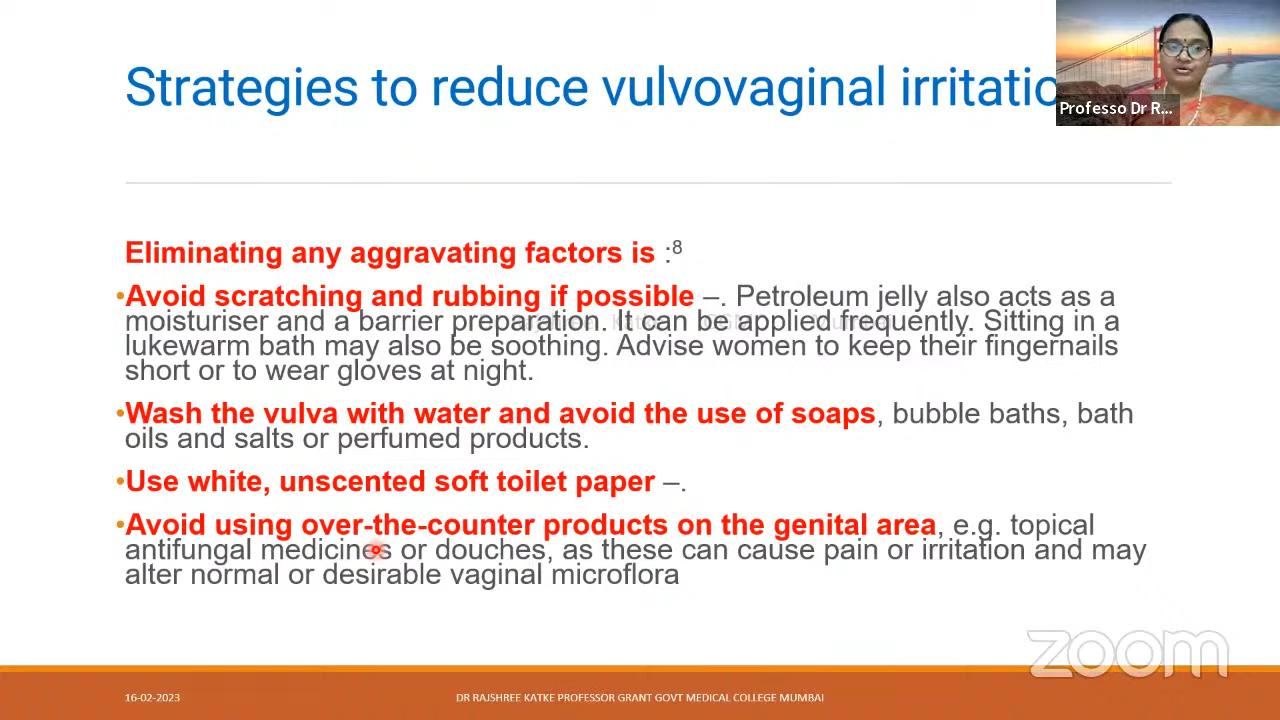 Strategies to reduce vulvovaginal irritatio
Professo Dr R...
Eliminating any aggravating factors is :8
•Avoid scratching and rubbing if possible –. Petroleum jelly also acts as a
moisturiser and a barrier preparation. It can be applied frequently. Sitting in a
lukewarm bath may also be soothing. Advise women to keep their fingernails
short or to wear gloves at night.
•Wash the vulva with water and avoid the use of soaps, bubble baths, bath
oils and salts or perfumed products.
•Use white, unscented soft toilet paper –.
•Avoid using over-the-counter products on the genital area, e.g. topical
antifungal medicines or douches, as these can cause pain or irritation and may
alter normal or desirable vaginal microflora
zoom
16-02-2023
DR RAJSHREE KATKE PROFESSOR GRANT GOVT MEDICAL COLLEGE MUMBAI